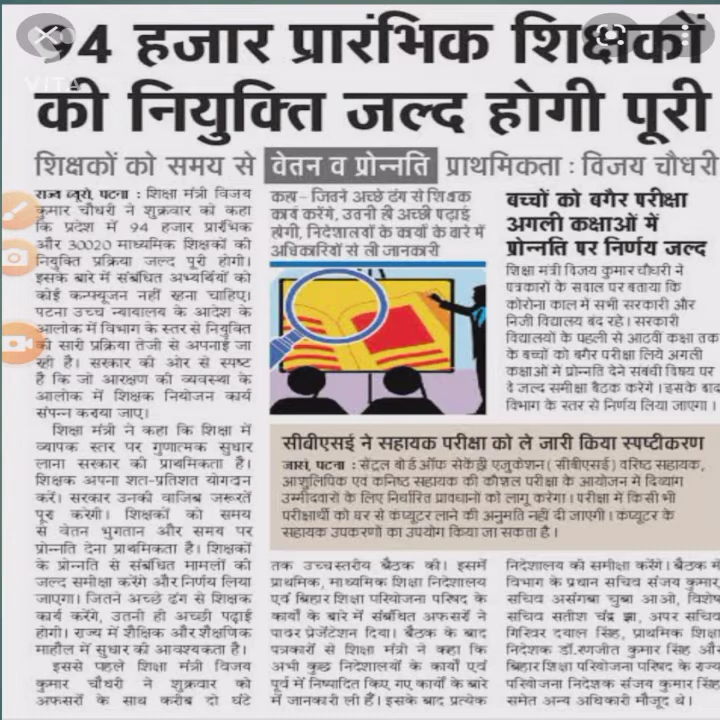 94 हजार प्रारंभिक शिक्षकों
की नियुक्ति जल्द होगी पूरी
शिक्षकों को समय से वेतन व प्रोन्नति प्राथमिकता : विजय चौधरी
राज्य ब्यूरो, पटना : शिक्षा मंत्री विजय
कुमार चौधरी ने शुक्रवार को कहा
कि प्रदेश में 94 हजार प्रारंभिक
और 30020 माध्यमिक शिक्षकों की
नियुक्ति प्रक्रिया जल्द पूरी होगी।
इसके बारे में संबंधित अभ्यर्थियों को
कोई कन्फ्यूजन नहीं रहना चाहिए।
पटना उच्च न्यायालय के आदेश के
आलोक में विभाग के स्तर से नियुक्ति
की सारी प्रक्रिया तेजी से अपनाई जा
रही है। सरकार की ओर से स्पष्ट
है कि जो आरक्षण की व्यवस्था के
आलोक में शिक्षक नियोजन कार्य
संपन्न कराया जाए।
शिक्षा मंत्री ने कहा कि शिक्षा में
व्यापक स्तर पर गुणात्मक सुधार
लाना सरकार की प्राथमिकता है।
शिक्षक अपना शत-प्रतिशत योगदान
करें। सरकार उनकी वाजिब जरूरतें
पूरा करेगी। शिक्षकों को समय
से वेतन भुगतान और समय पर
प्रोन्नति देना प्राथमिकता है। शिक्षकों
के प्रोन्नति से संबंधित मामलों की
जल्द समीक्षा करेंगे और निर्णय लिया
जाएगा। जितने अच्छे ढंग से शिक्षक
कार्य करेंगे, उतनी ही अच्छी पढ़ाई
होगी। राज्य में शैक्षिक और शैक्षणिक
माहौल में सुधार की आवश्यकता है।
इससे पहले शिक्षा मंत्री विजय
कुमार चौधरी ने शुक्रवार को
अफसरों के साथ करीब दो घंटे
कहा- जितने अच्छे ढंग से शिक्षक
कार्य करेंगे, उतनी ही अच्छी पढ़ाई
होगी, निदेशालयों के कार्यों के बारे में
अधिकारियों से ली जानकारी
बच्चों को बगैर परीक्षा
अगली कक्षाओं में
प्रोन्नति पर निर्णय जल्द
शिक्षा मंत्री विजय कुमार चौधरी ने
पत्रकारों के सवाल पर बताया कि
कोरोना काल में सभी सरकारी और
निजी विद्यालय बंद रहे। सरकारी
विद्यालयों के पहली से आठवीं कक्षा तक
के बच्चों को बगैर परीक्षा लिये अगली
कक्षाओं में प्रोन्नति देने संबंधी विषय पर
वे जल्द समीक्षा बैठक करेंगे। इसके बाद
विभाग के स्तर से निर्णय लिया जाएगा।
सीबीएसई ने सहायक परीक्षा को ले जारी किया स्पष्टीकरण
जासं, पटना : सेंट्रल बोर्ड ऑफ सेकेंड्री एजुकेशन (सीबीएसई) वरिष्ठ सहायक,
आशुलिपिक एवं कनिष्ठ सहायक की कौशल परीक्षा के आयोजन में दिव्यांग
उम्मीदवारों के लिए निर्धारित प्रावधानों को लागू करेगा। परीक्षा में किसी भी
परीक्षार्थी को घर से कंप्यूटर लाने की अनुमति नहीं दी जाएगी। कंप्यूटर के
सहायक उपकरणों का उपयोग किया जा सकता है।
तक उच्चस्तरीय बैठक की। इसमें
प्राथमिक, माध्यमिक शिक्षा निदेशालय
एवं बिहार शिक्षा परियोजना परिषद के
कार्यों के बारे में संबंधित अफसरों ने
पावर प्रेजेंटेशन दिया। बैठक के बाद
पत्रकारों से शिक्षा मंत्री ने कहा कि
अभी कुछ निदेशालयों के कार्यों एवं
पूर्व में निष्पादित किए गए कार्यों के बारे
में जानकारी ली है। इसके बाद प्रत्येक
निदेशालय की समीक्षा करेंगे। बैठक में
विभाग के प्रधान सचिव संजय कुमार,
सचिव असंगबा चुबा आओ, विशेष
सचिव सतीश चंद्र झा, अपर सचिव
गिरिवर दयाल सिंह, प्राथमिक शिक्षा
निदेशक डॉ.रणजीत कुमार सिंह और
बिहार शिक्षा परियोजना परिषद के राज्य
परियोजना निदेशक संजय कुमार सिंह
समेत अन्य अधिकारी मौजूद थे।